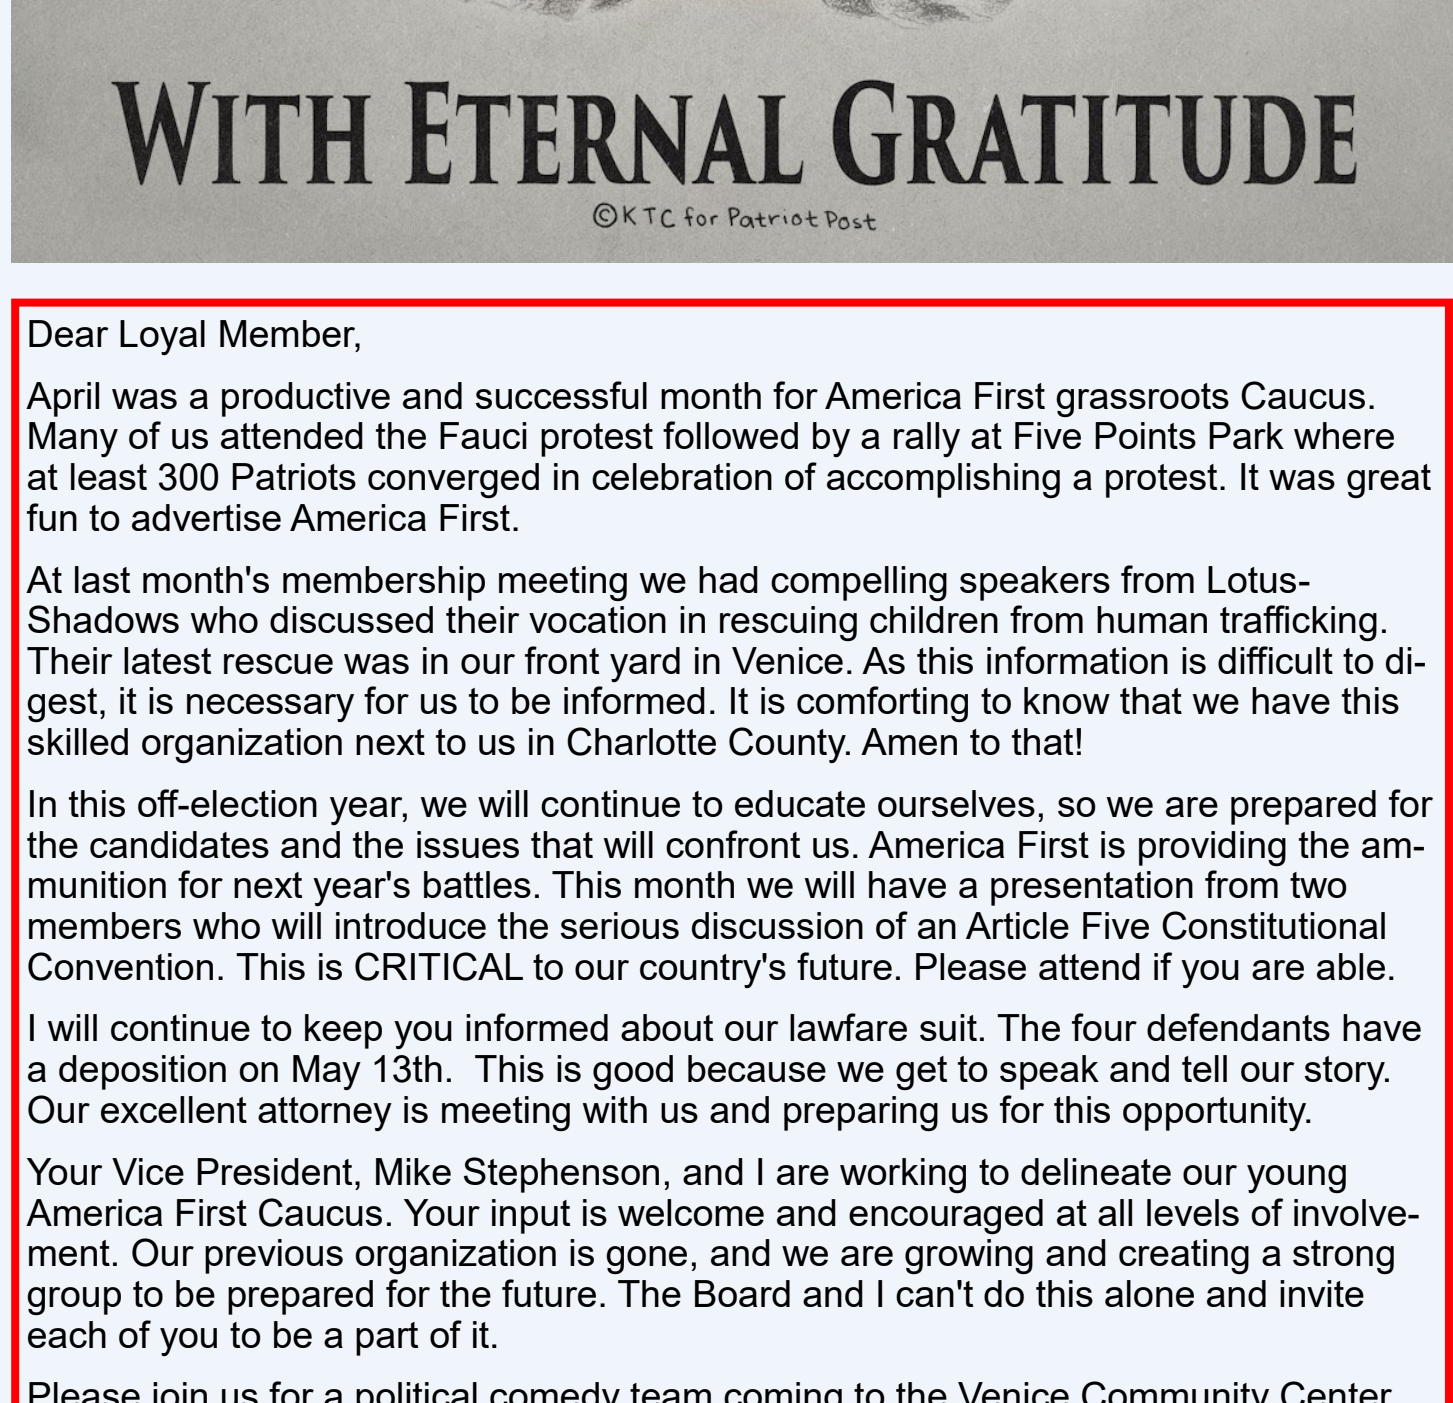 WITH ETERNAL GRATITUDE
©KTC for Patriot Post
Dear Loyal Member,
April was a productive and successful month for America First grassroots Caucus.
Many of us attended the Fauci protest followed by a rally at Five Points Park where
at least 300 Patriots converged in celebration of accomplishing a protest. It was great
fun to advertise America First.
At last month's membership meeting we had compelling speakers from Lotus-
Shadows who discussed their vocation in rescuing children from human trafficking.
Their latest rescue was in our front yard in Venice. As this information is difficult to di-
gest, it is necessary for us to be informed. It is comforting to know that we have this
skilled organization next to us in Charlotte County. Amen to that!
In this off-election year, we will continue to educate ourselves, so we are prepared for
the candidates and the issues that will confront us. America First is providing the am-
munition for next year's battles. This month we will have a presentation from two
members who will introduce the serious discussion of an Article Five Constitutional
Convention. This is CRITICAL to our country's future. Please attend if you are able.
I will continue to keep you informed about our lawfare suit. The four defendants have
a deposition on May 13th.  This is good because we get to speak and tell our story.
Our excellent attorney is meeting with us and preparing us for this opportunity.
Your Vice President, Mike Stephenson, and I are working to delineate our young
America First Caucus. Your input is welcome and encouraged at all levels of involve-
ment. Our previous organization is gone, and we are growing and creating a strong
group to be prepared for the future. The Board and I can't do this alone and invite
each of you to be a part of it.
Please join us for a political comedy team coming to the Venice Community Center